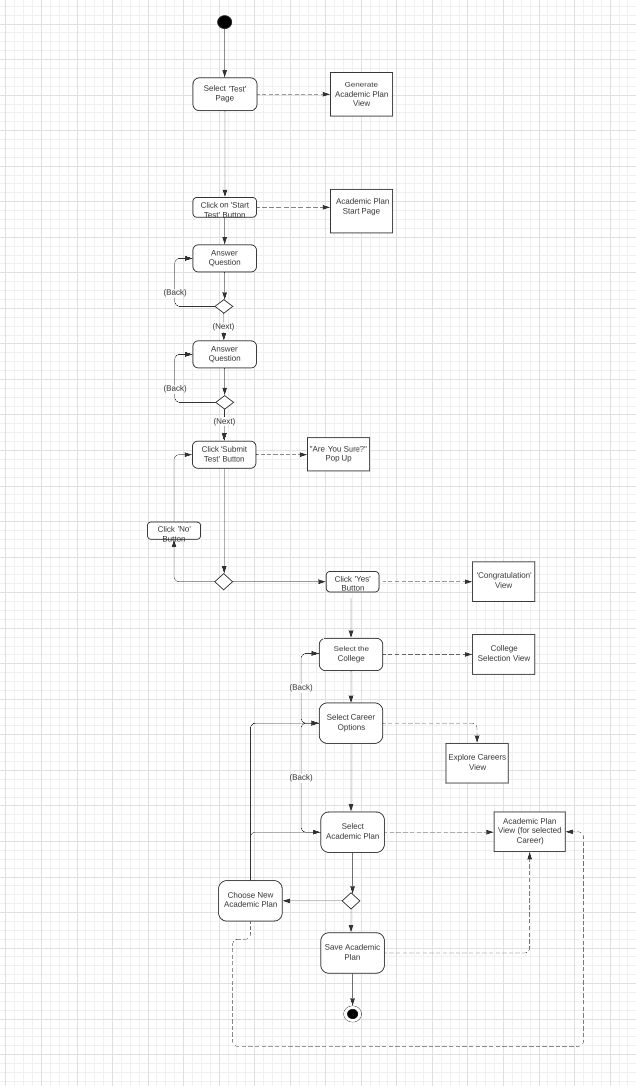 Select 'Test'
Page
Generate
Academic Plan
View
Click on 'Start
Test' Button
Academic Plan
Start Page
Answer
Question
(Back)
(Next)
Answer
Question
(Back)
(Next)
Click 'Submit
Test' Button
"Are You Sure?"
Pop Up
Click 'No'
Button
Click 'Yes'
Button
'Congratulation'
View
Select the
College
College
Selection View
(Back)
Select Career
Options
Explore Careers
View
(Back)
Select
Academic Plan
Academic Plan
View (for selected
Career)
Choose New
Academic Plan
Save Academic
Plan